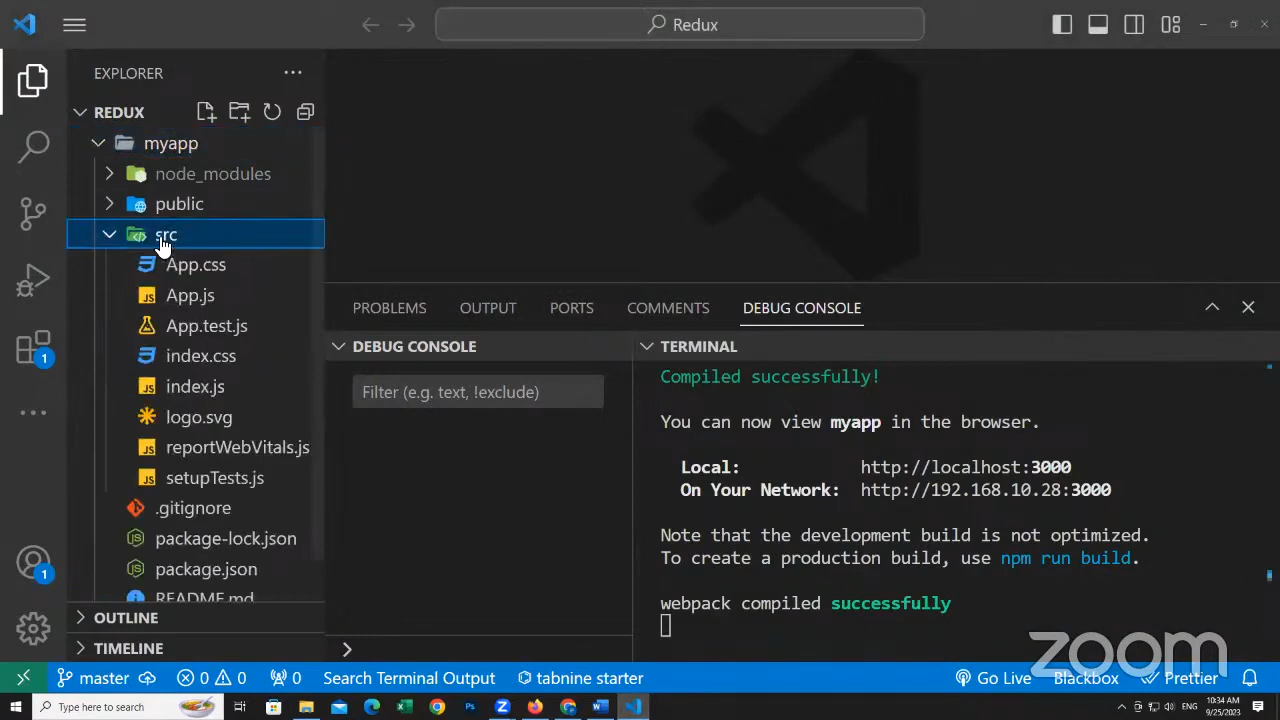 Redux
EXPLORER
REDUX
myapp
node_modules
public
src
App.css
App.js
App.test.js
index.css
index.js
logo.svg
reportWebVitals.js
setupTests.js
.gitignore
package-lock.json
package.json
README.md
OUTLINE
TIMELINE
1
1
PROBLEMS OUTPUT PORTS COMMENTS DEBUG CONSOLE
DEBUG CONSOLE
Filter (e.g. text, !exclude)
TERMINAL
Compiled successfully!
You can now view myapp in the browser.
Local: http://localhost:3000
On Your Network: http://192.168.10.28:3000
Note that the development build is not optimized.
To create a production build, use npm run build.
webpack compiled successfully
zoom
master 0 0 0 Search Terminal Output tabnine starter Go Live Blackbox Prettier
Type here to search
ENG
10:34 AM
9/25/2023